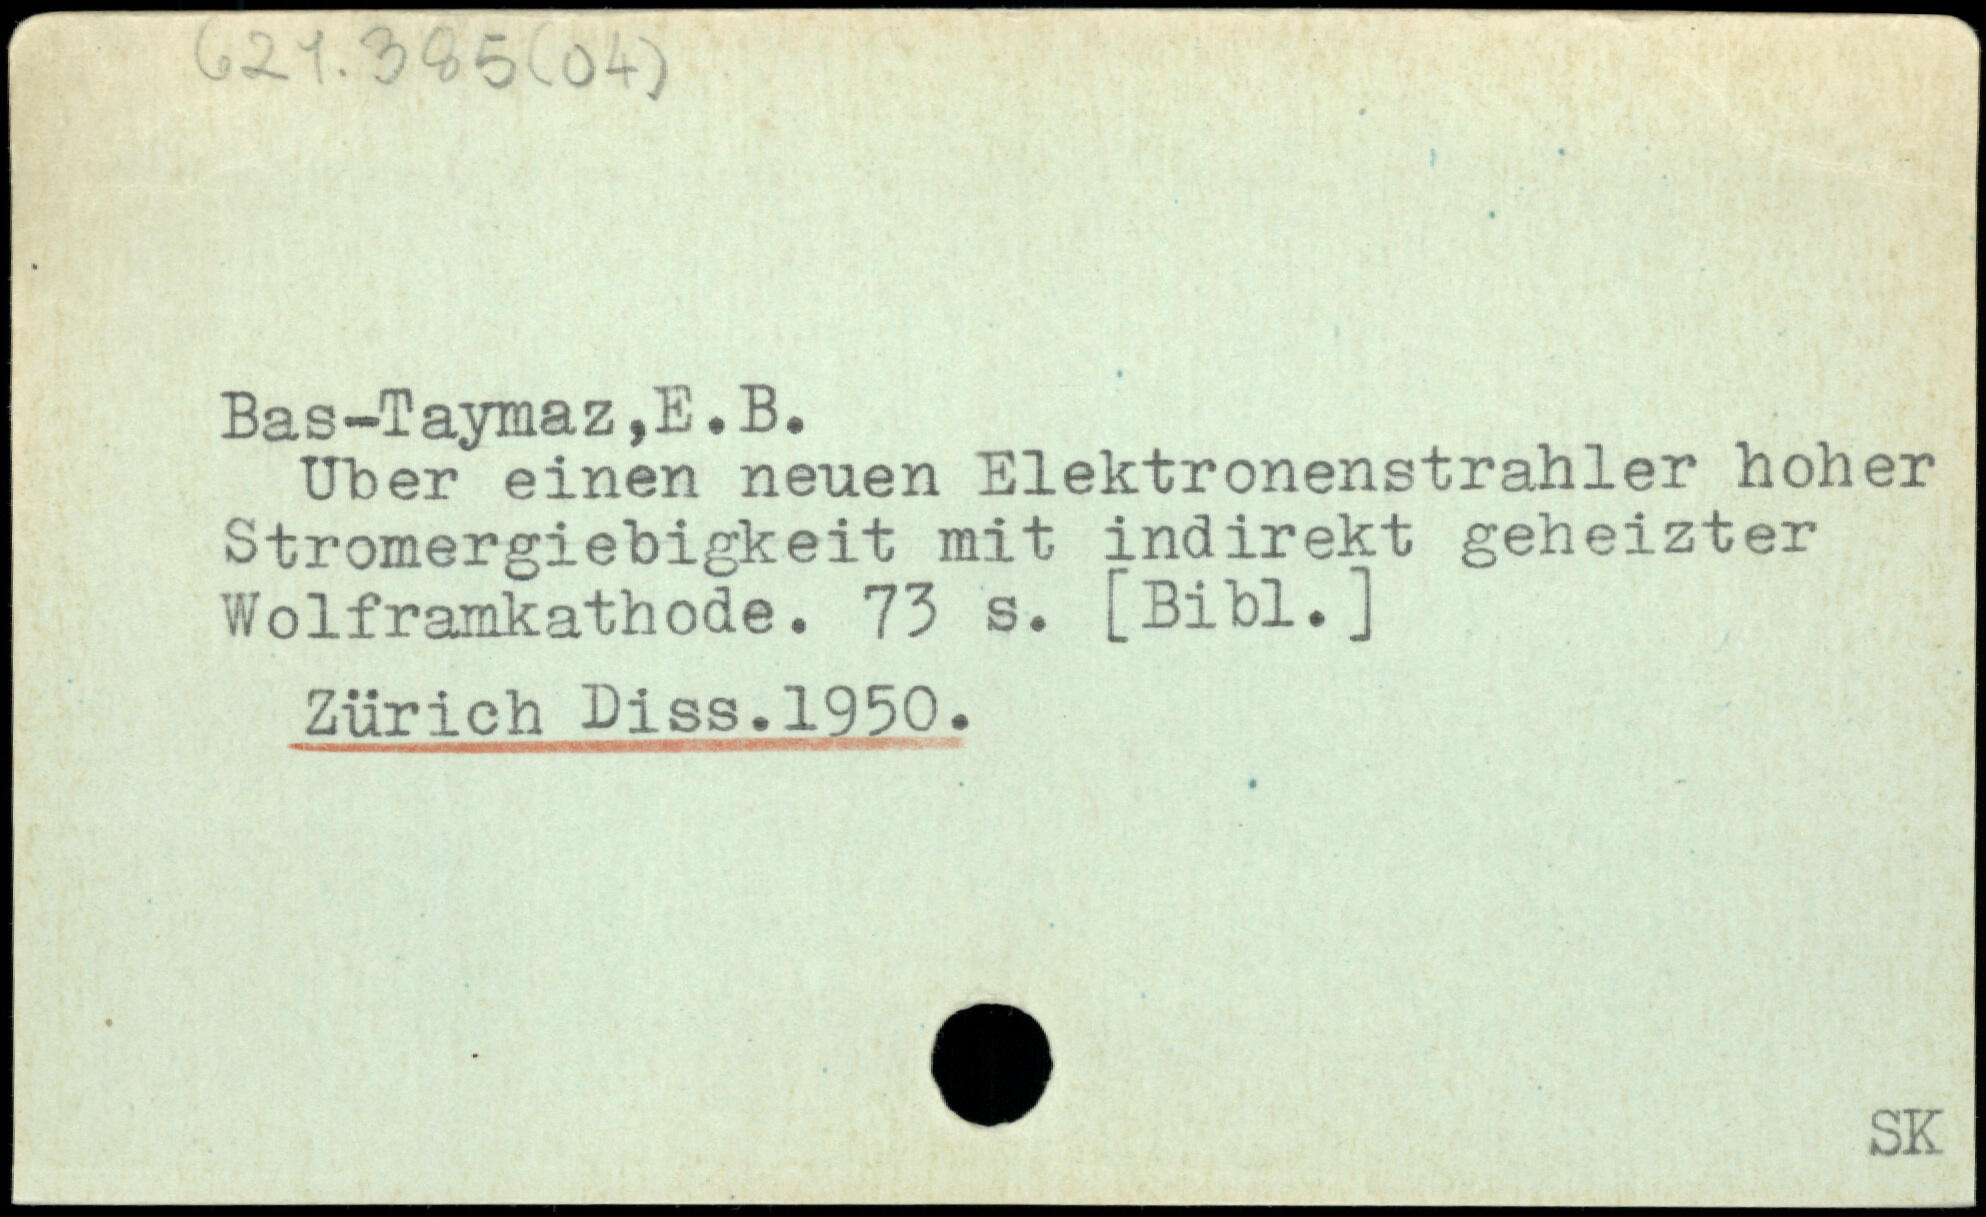 621.385(04)
Bas-Taymaz,E.B.
Uber einen neuen Elektronenstrahler hoher
Stromergiebigkeit mit indirekt geheizter
Wolframkathode. 73 s. [Bibl.]
Zürich Diss.1950.
SK